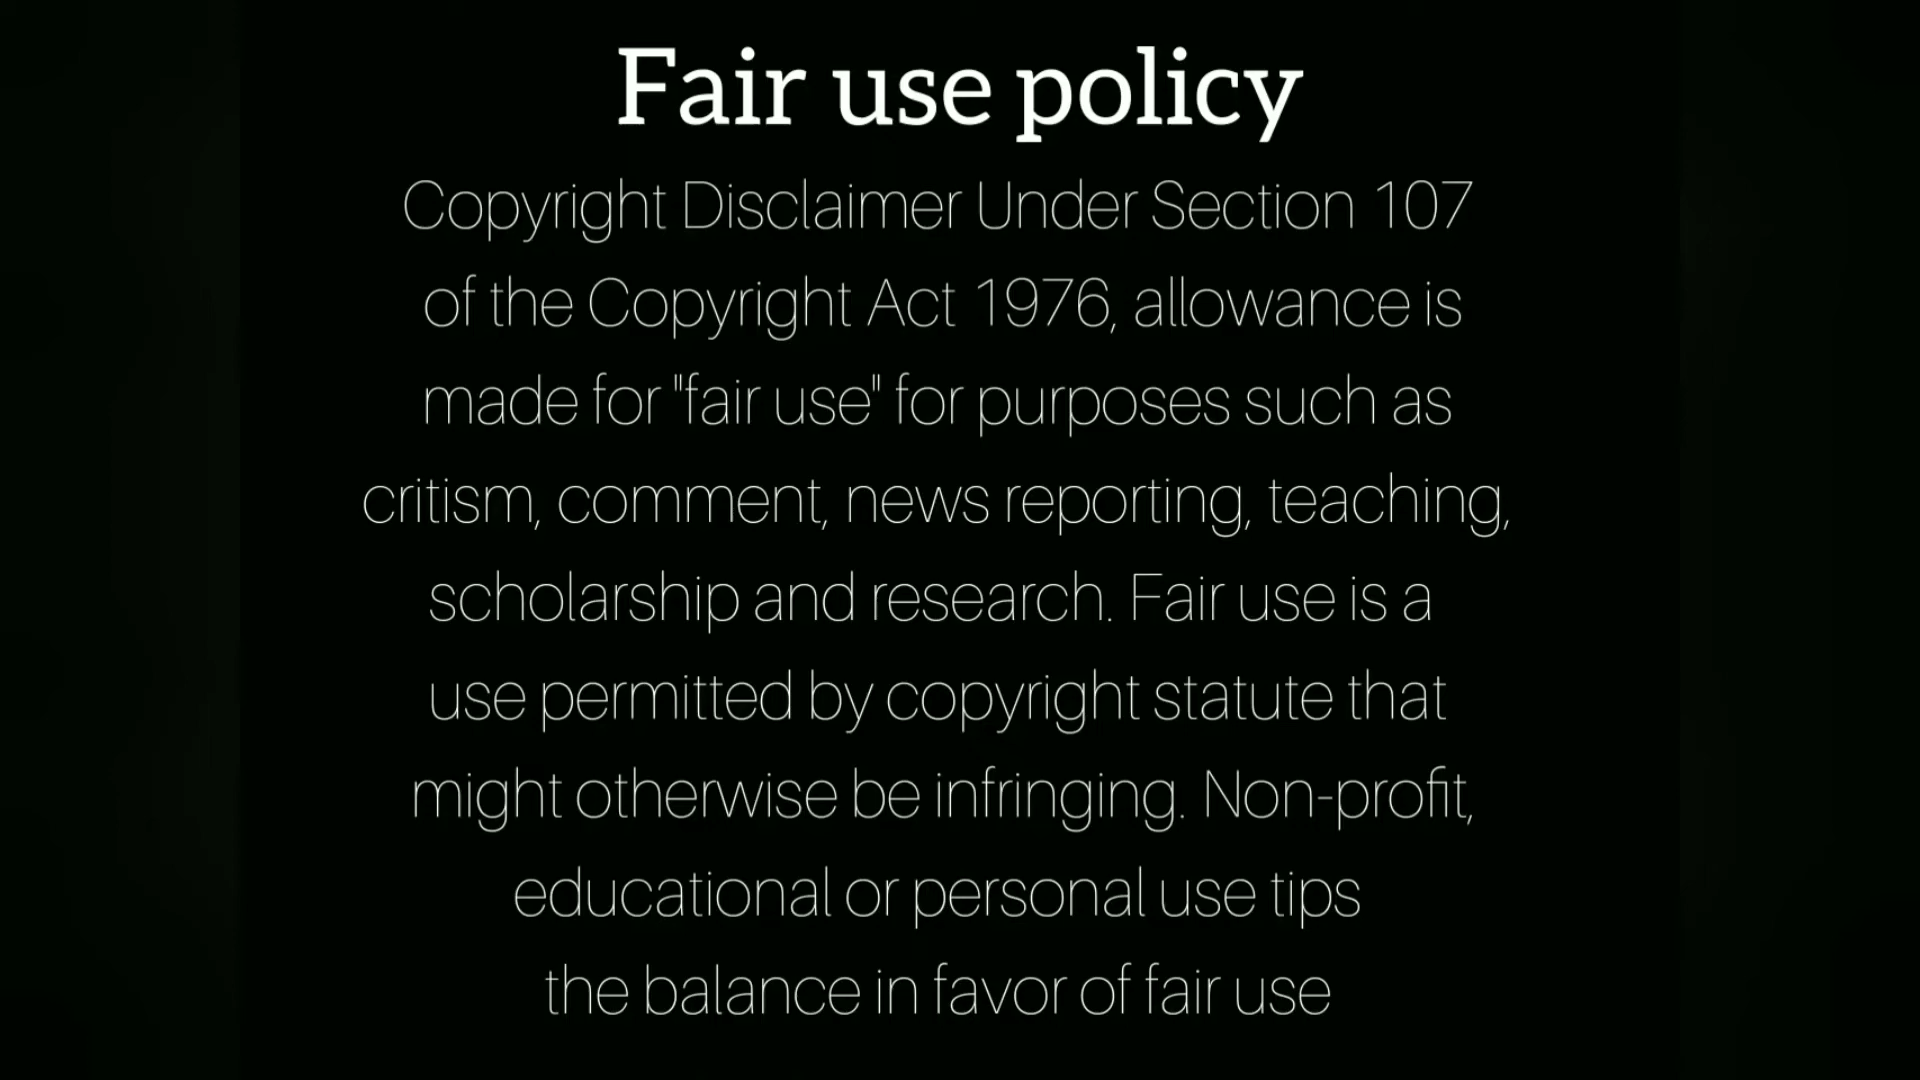 Fair use policy
Copyright Disclaimer Under Section 107
of the Copyright Act 1976, allowance is
made for "fair use" for purposes such as
critism, comment, news reporting, teaching,
scholarship and research. Fair use is a
use permitted by copyright statute that
might otherwise be infringing. Non-profit,
educational or personal use tips
the balance in favor of fair use